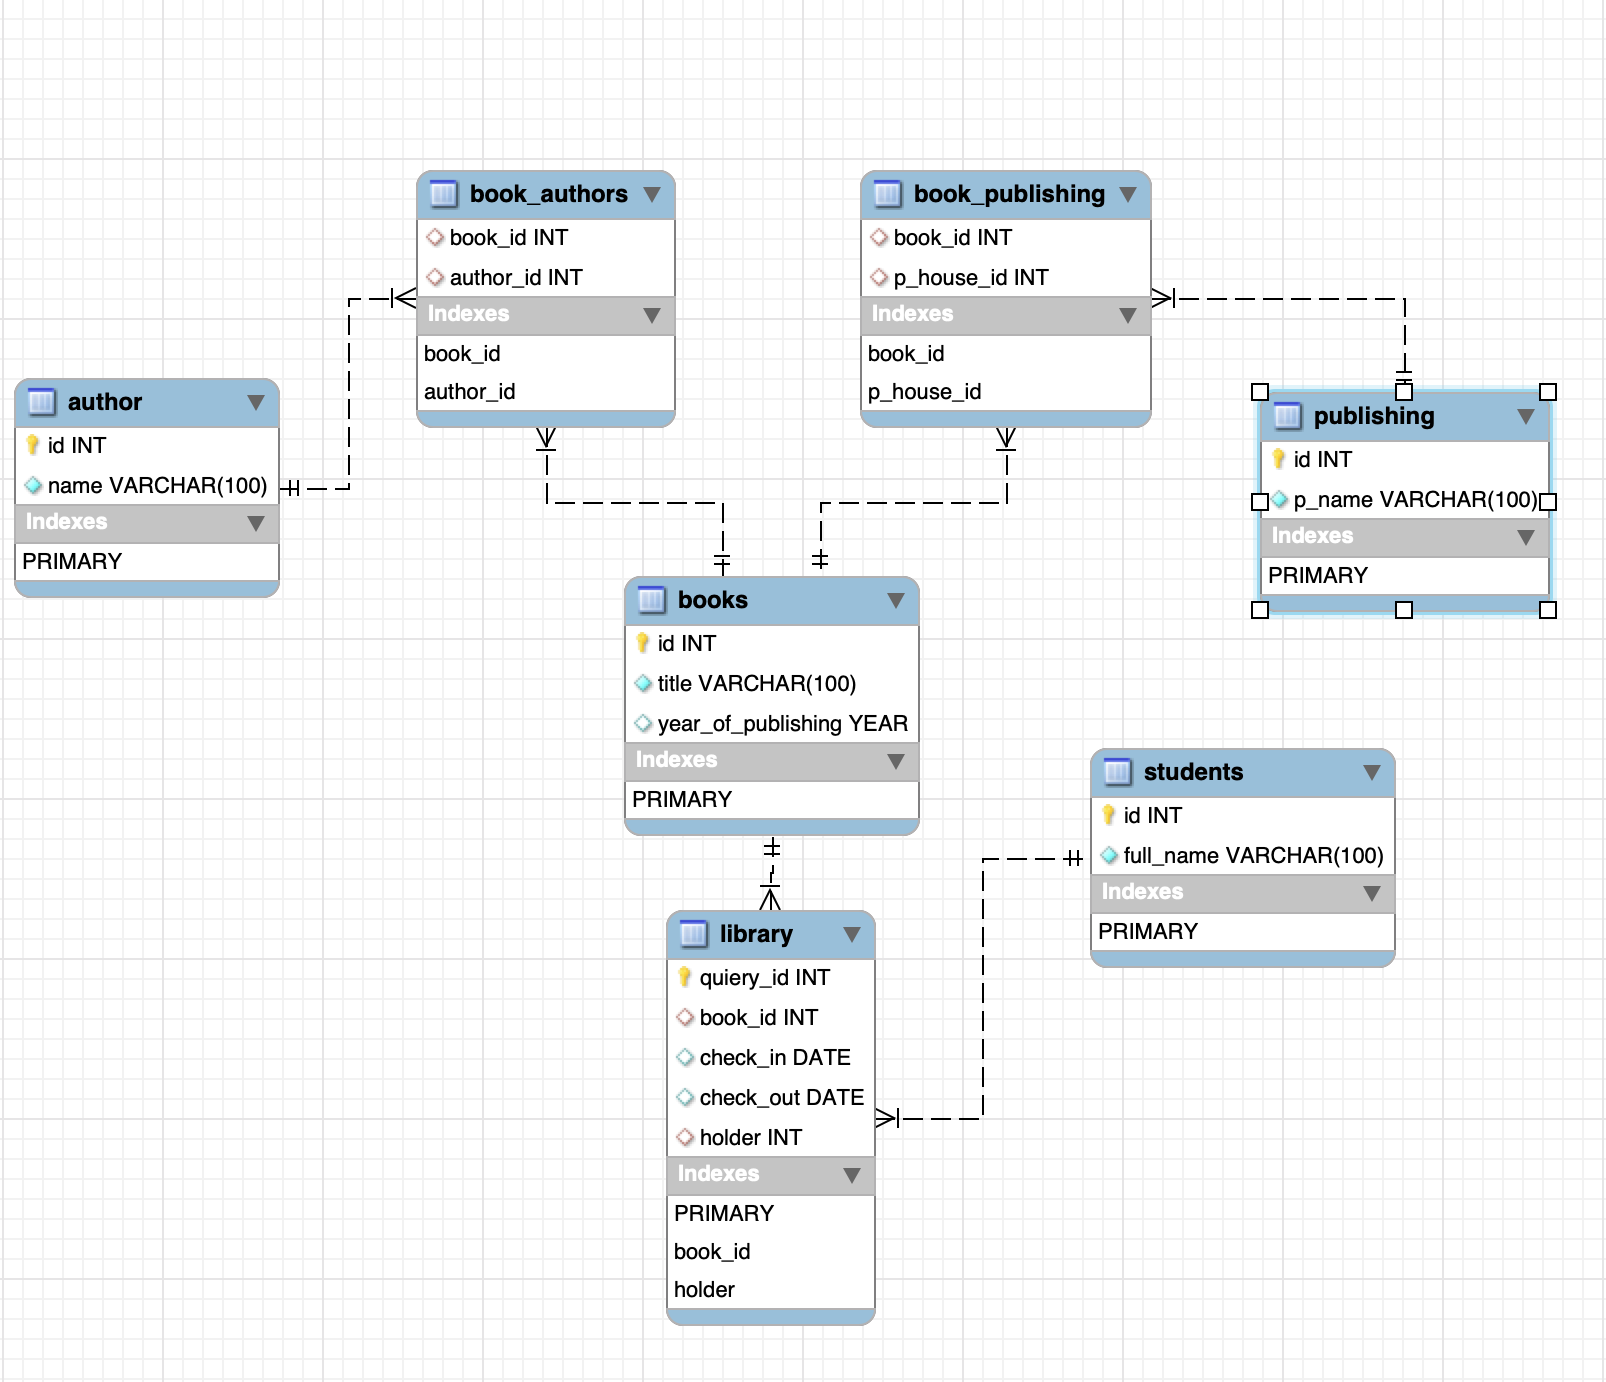 book_authors
book_id INT
author_id INT
Indexes
book_id
author_id
book_publishing
book_id INT
p_house_id INT
Indexes
book_id
p_house_id
author
id INT
name VARCHAR(100)
Indexes
PRIMARY
publishing
id INT
p_name VARCHAR(100)
Indexes
PRIMARY
books
id INT
title VARCHAR(100)
year_of_publishing YEAR
Indexes
PRIMARY
students
id INT
full_name VARCHAR(100)
Indexes
PRIMARY
library
quiery_id INT
book_id INT
check_in DATE
check_out DATE
holder INT
Indexes
PRIMARY
book_id
holder